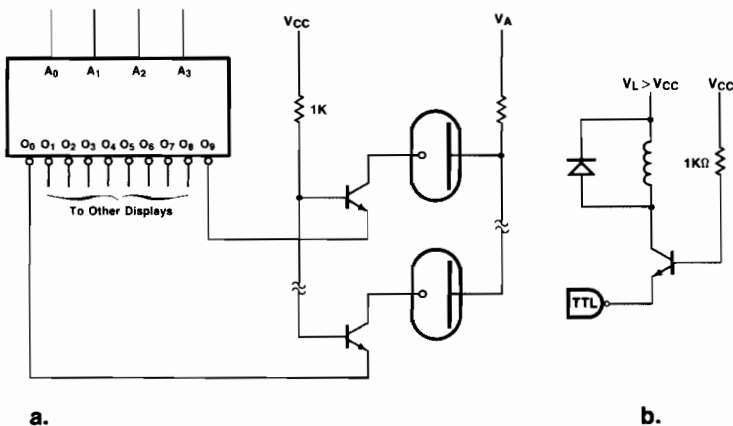 VCC
VA
A0 A1 A2 A3
1K
O0 O1 O2 O3 O4 O5 O6 O7 O8 O9
To Other Displays
a.
VL > VCC
VCC
1KΩ
TTL
b.